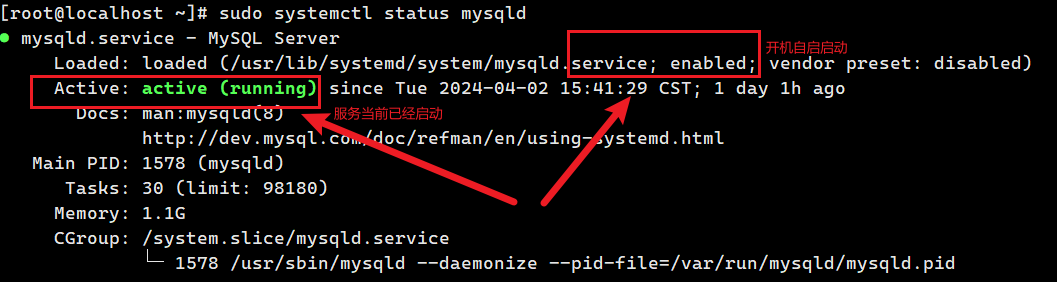 [root@localhost ~]# sudo systemctl status mysqld
● mysqld.service - MySQL Server
开机自启启动
Loaded: loaded (/usr/lib/systemd/system/mysqld.service; enabled; vendor preset: disabled)
Active: active (running) since Tue 2024-04-02 15:41:29 CST; 1 day 1h ago
Docs: man:mysqld(8)
服务当前已经启动
http://dev.mysql.com/doc/refman/en/using-systemd.html
Main PID: 1578 (mysqld)
Tasks: 30 (limit: 98180)
Memory: 1.1G
CGroup: /system.slice/mysqld.service
└─ 1578 /usr/sbin/mysqld --daemonize --pid-file=/var/run/mysqld/mysqld.pid